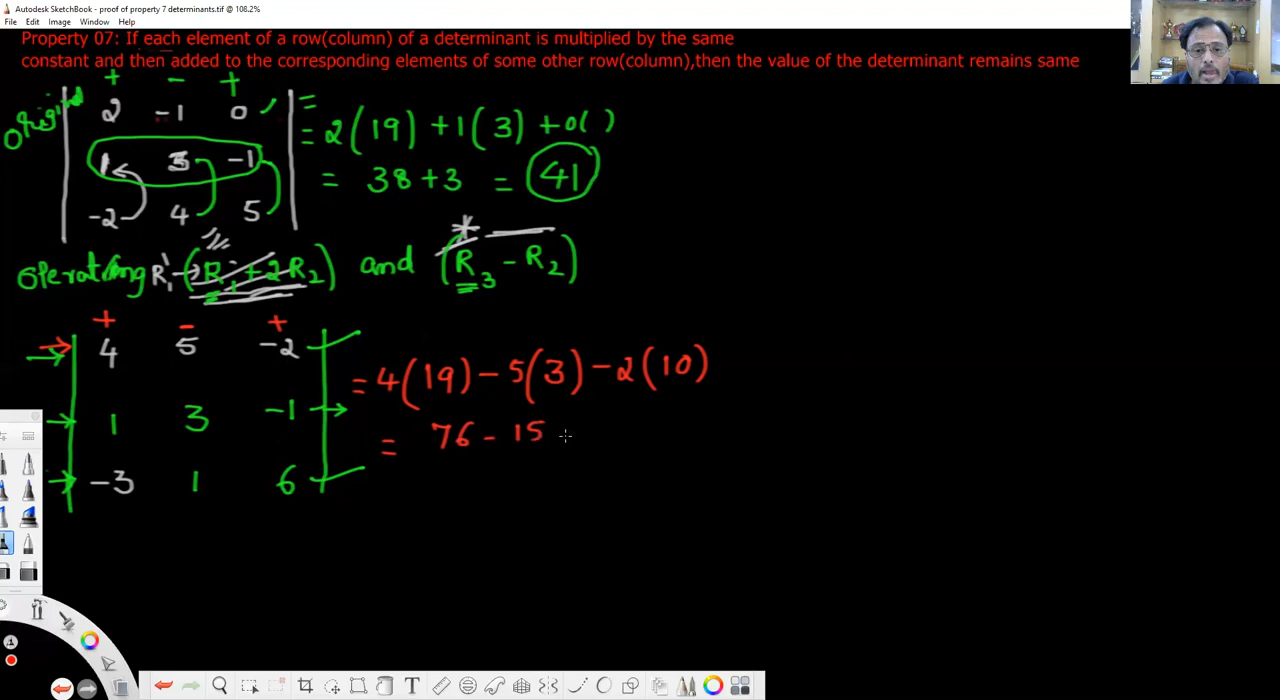 Autodesk SketchBook - proof of property 7 determinants.tif @ 108.2%
File Edit Image Window Help
Property 07: If each element of a row(column) of a determinant is multiplied by the same
constant and then added to the corresponding elements of some other row(column),then the value of the determinant remains same
+ - +
Original 2 -1 0 =
= 2(19) +1(3) +0( )
1 3 -1 = 38+3 = 41
-2 4 5
operating R₁' → (R₁+2R₂) and (R₃-R₂)
+ - +
4 5 -2 = 4(19) - 5(3) - 2(10)
1 3 -1 = 76 - 15
-3 1 6